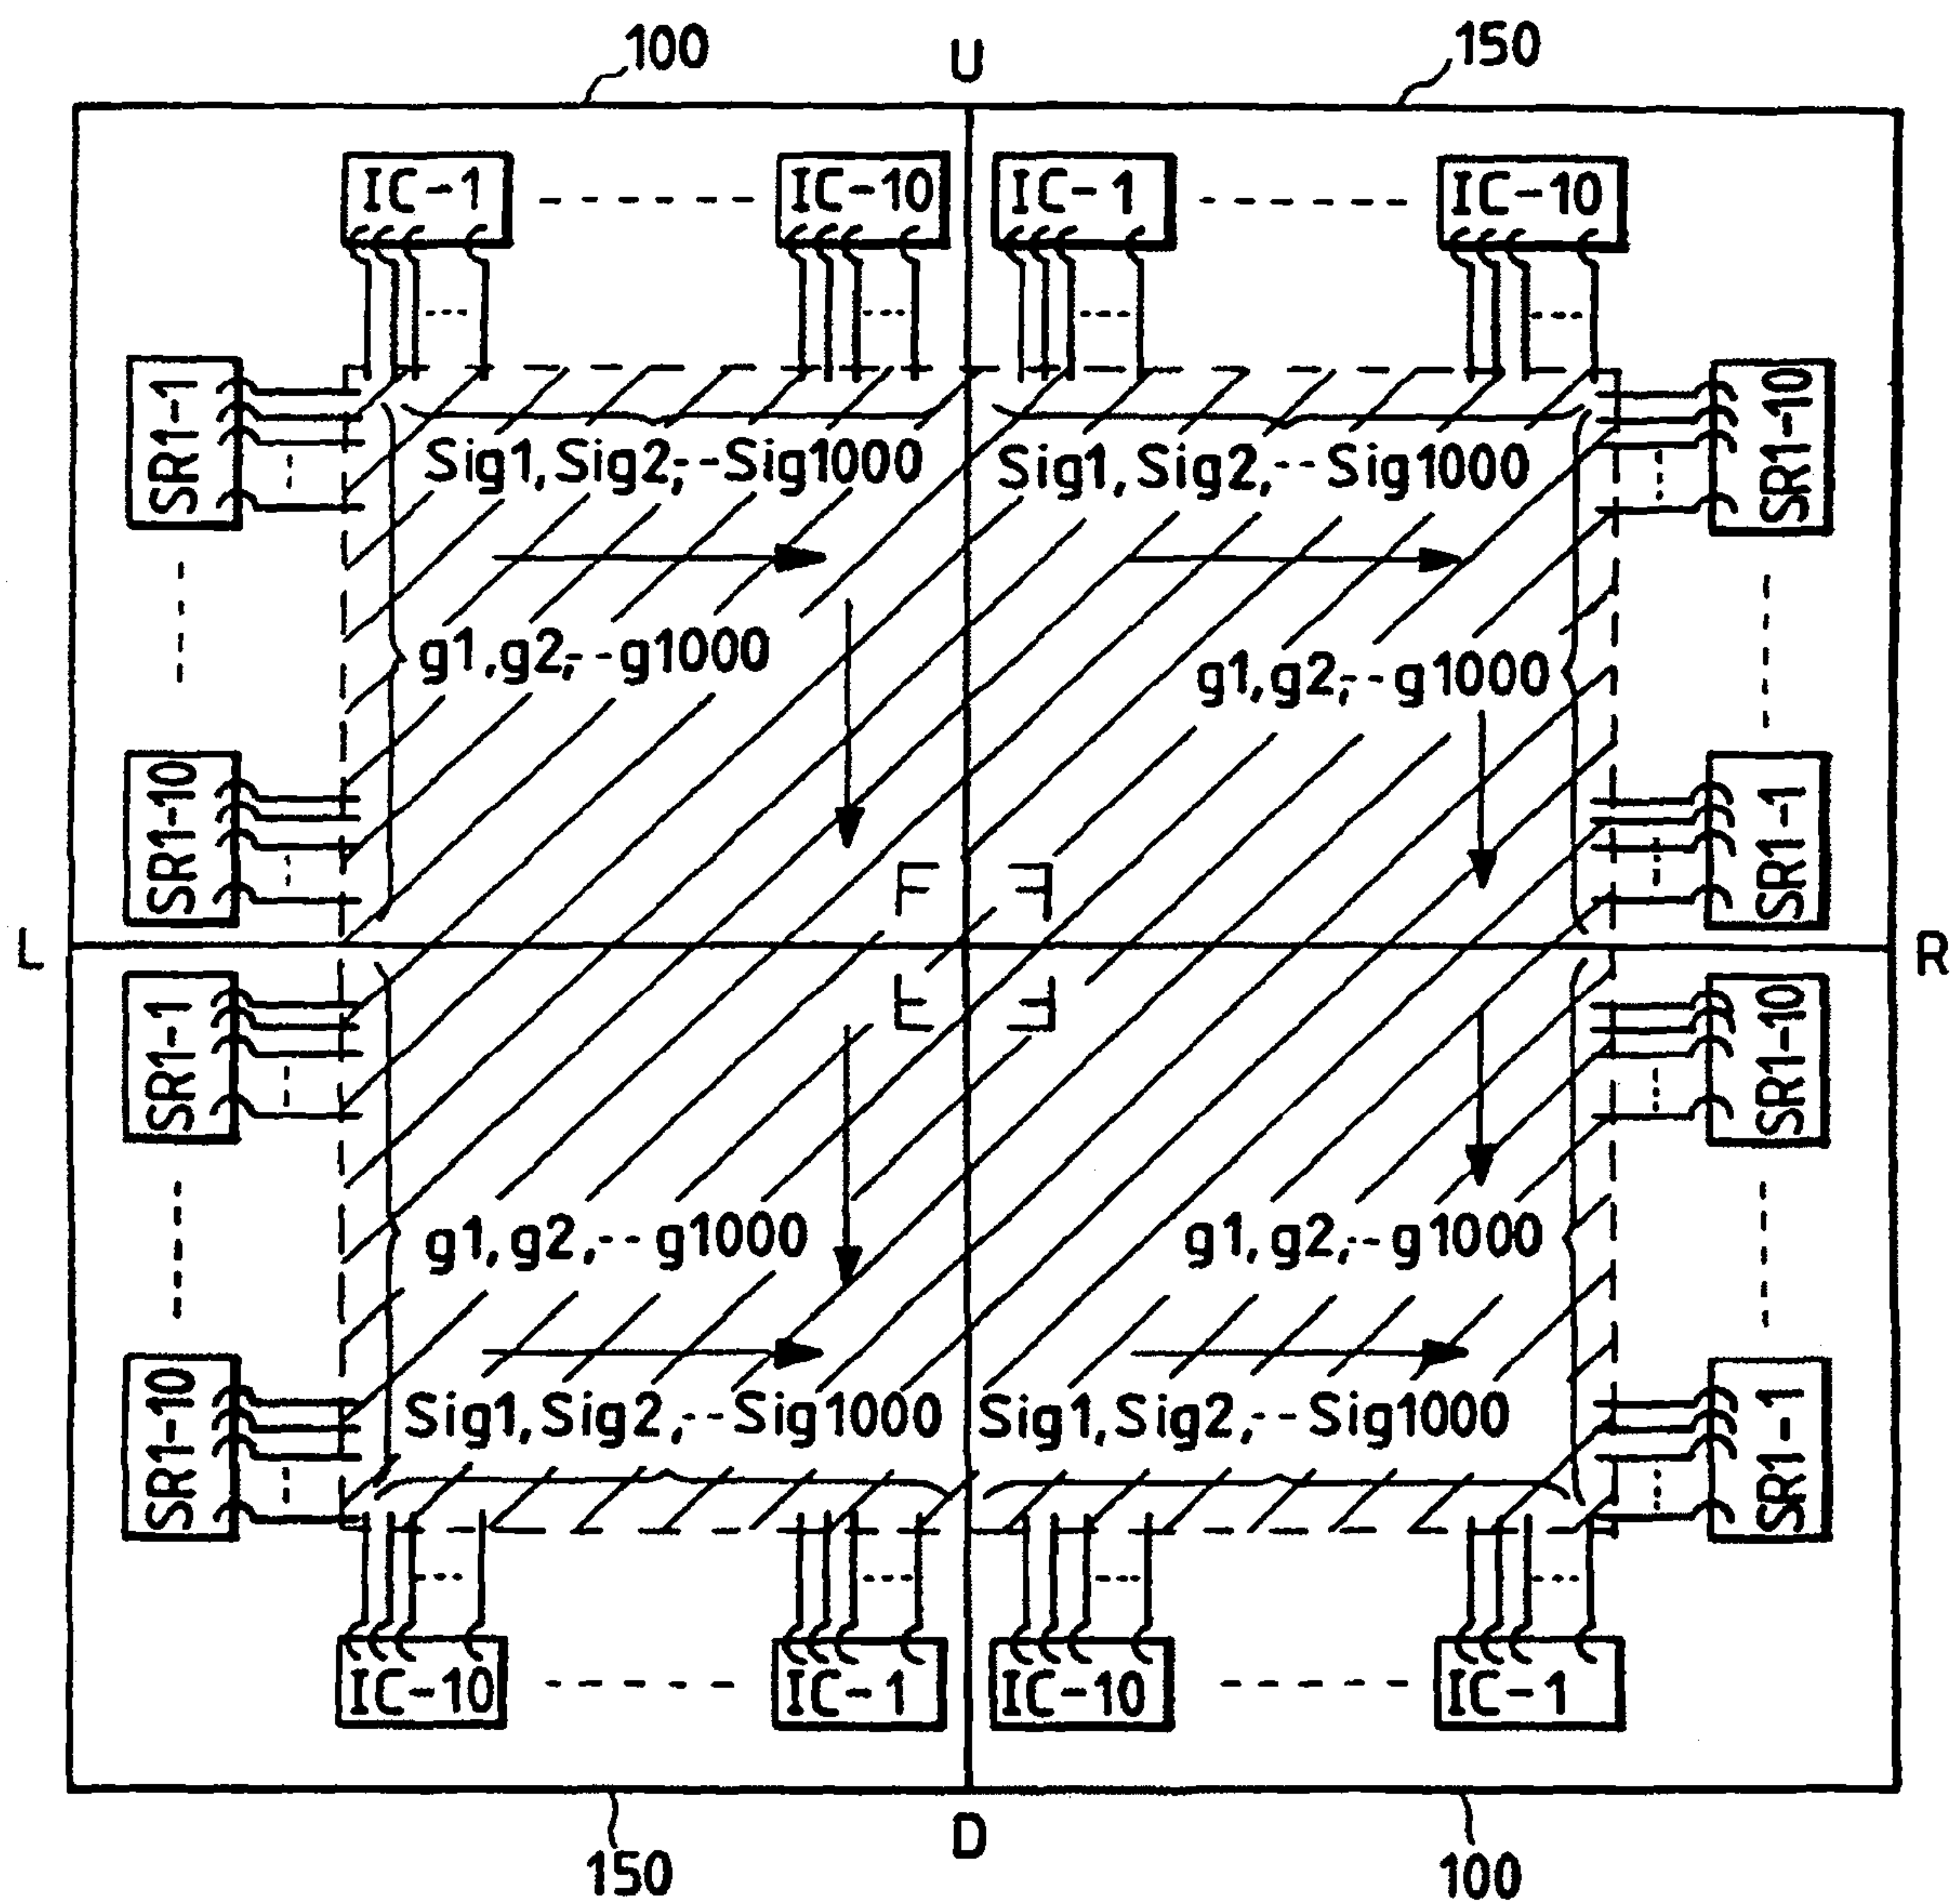 100
U
150
IC-1 ------ IC-10
IC-1 ------ IC-10
SR1-1
SR1-10
Sig1,Sig2,--Sig1000
Sig1,Sig2,--Sig1000
g1,g2,--g1000
g1,g2,--g1000
SR1-10
SR1-1
F
F
L
R
F
F
SR1-1
SR1-10
g1,g2,--g1000
g1,g2,--g1000
Sig1,Sig2,--Sig1000
Sig1,Sig2,--Sig1000
SR1-10
SR1-1
IC-10 ------ IC-1
IC-10 ------ IC-1
150
D
100